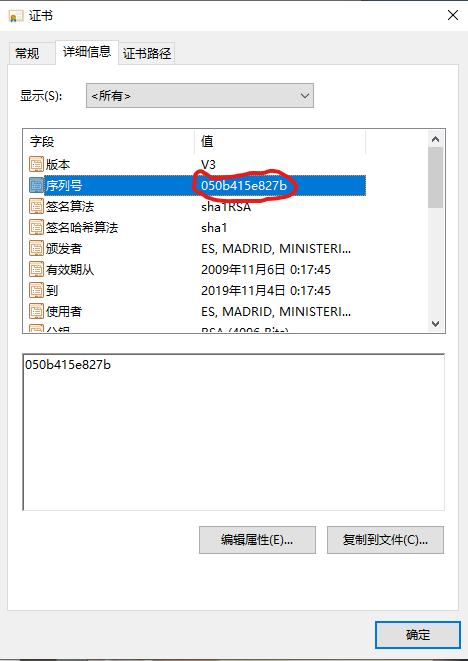 证书
常规 详细信息 证书路径
显示(S): <所有>
字段 值
版本 V3
序列号 050b415e827b
签名算法 sha1RSA
签名哈希算法 sha1
颁发者 ES, MADRID, MINISTERI...
有效期从 2009年11月6日 0:17:45
到 2019年11月4日 0:17:45
使用者 ES, MADRID, MINISTERI...
公钥 RSA (4096 Bits)
050b415e827b
编辑属性(E)... 复制到文件(C)...
确定